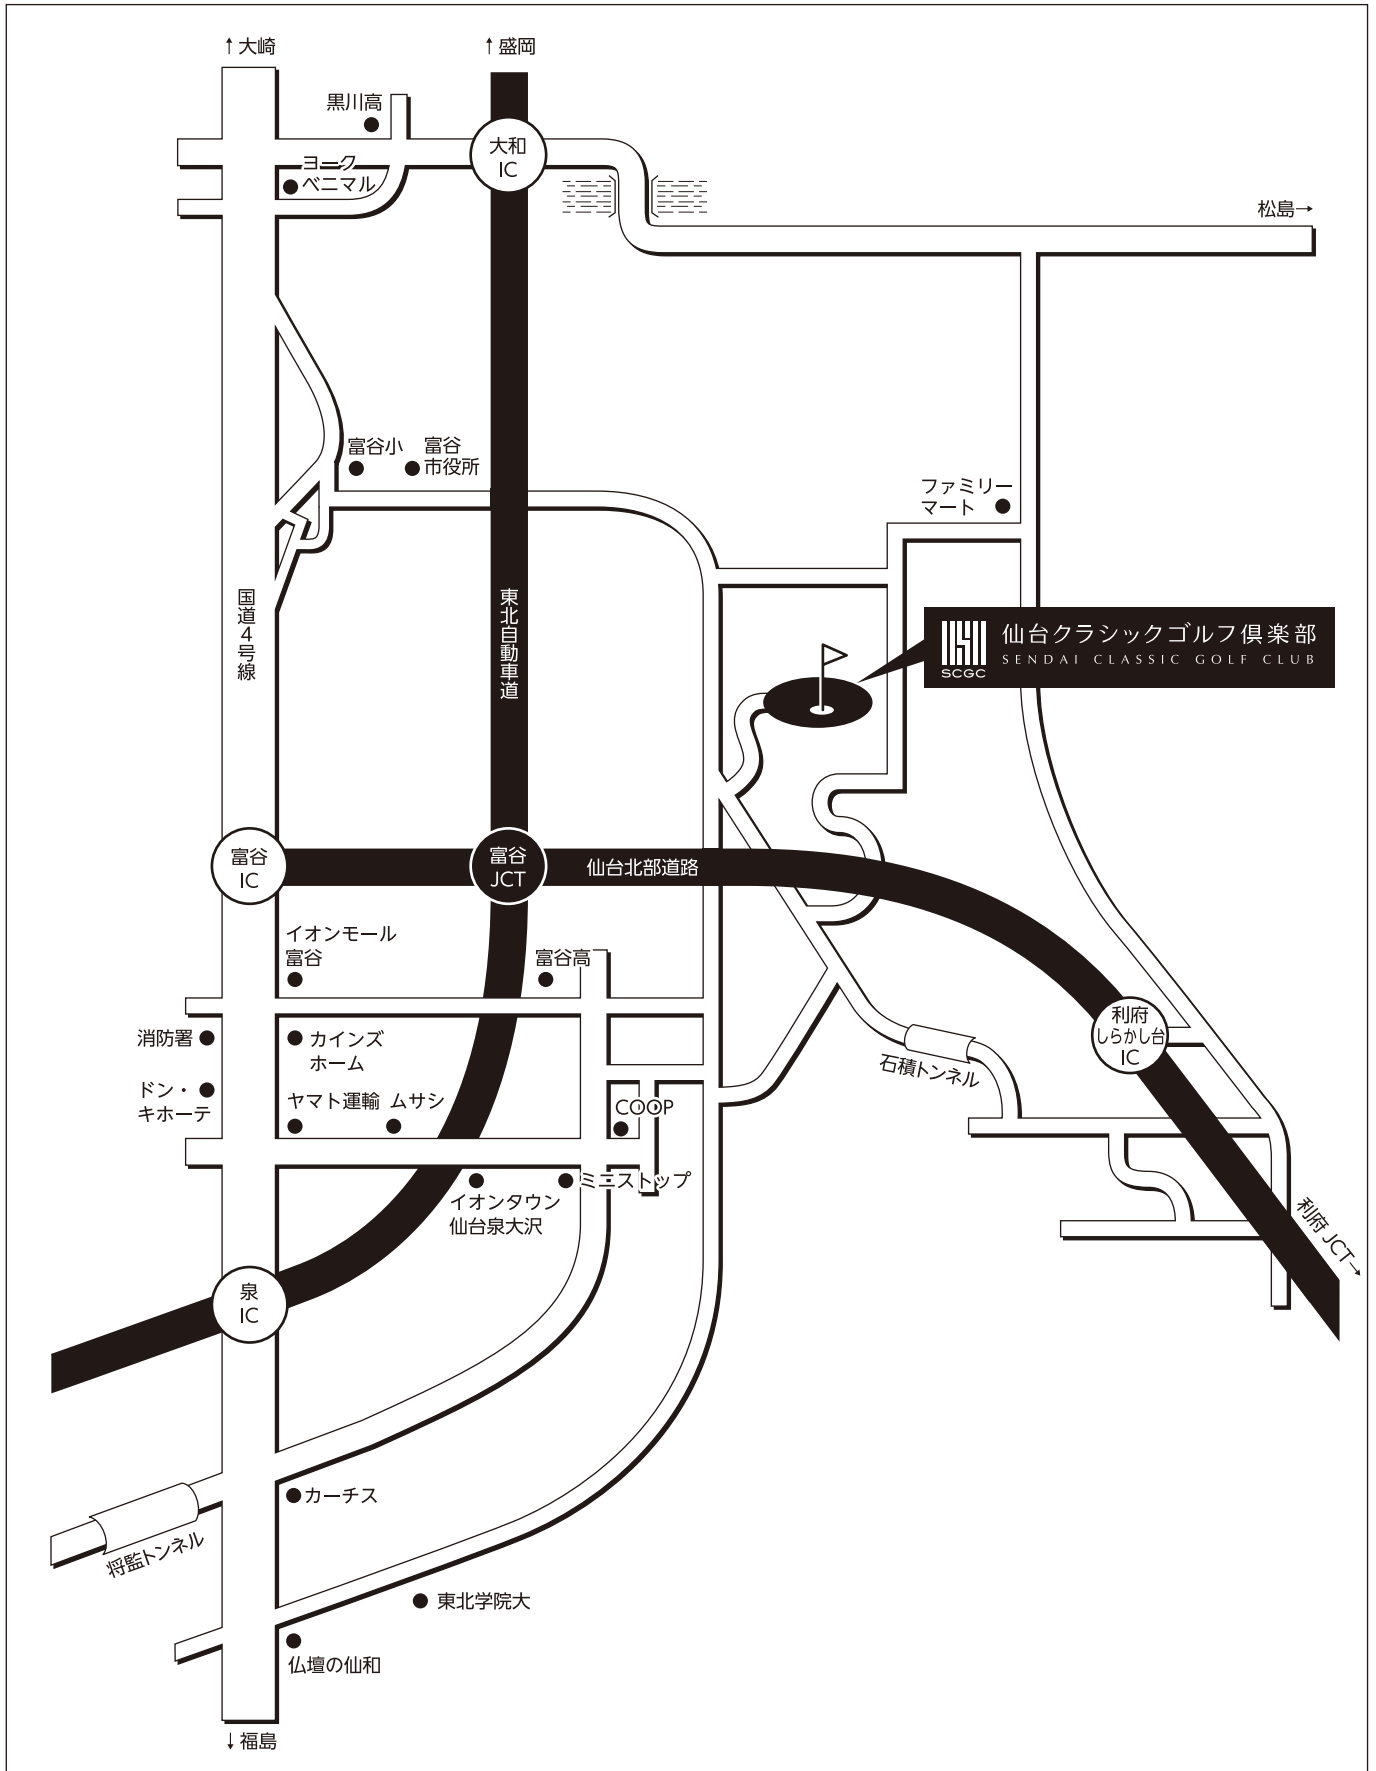 ↑大崎
↑盛岡
黒川高
大和
IC
ヨーク
ベニマル
松島→
富谷小
富谷
市役所
ファミリー
マート
国道4号線
東北自動車道
SCGC
仙台クラシックゴルフ倶楽部
SENDAI CLASSIC GOLF CLUB
富谷
IC
富谷
JCT
仙台北部道路
イオンモール
富谷
富谷高
利府
しらかし台
IC
消防署
カインズ
ホーム
石積トンネル
ドン・
キホーテ
ヤマト運輸
ムサシ
COOP
ミニストップ
イオンタウン
仙台泉大沢
利府JCT→
泉
IC
カーチス
将監トンネル
東北学院大
仏壇の仙和
↓福島